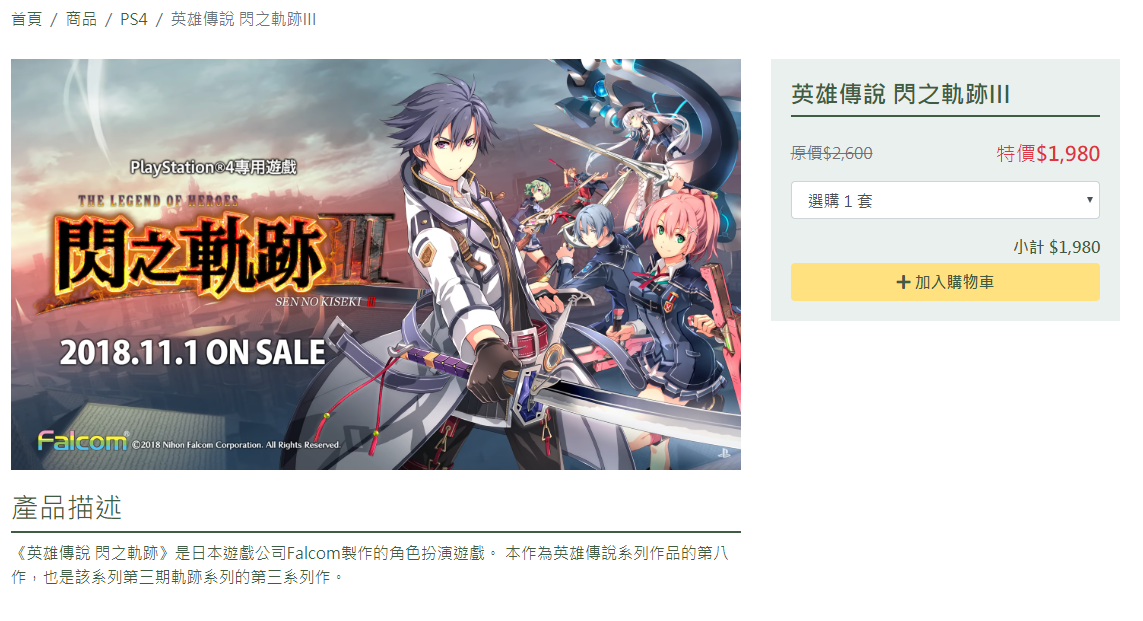 首頁 / 商品 / PS4 / 英雄傳說 閃之軌跡III
PlayStation®4專用遊戲
THE LEGEND OF HEROES
閃之軌跡III
SEN NO KISEKI III
2018.11.1 ON SALE
Falcom ©2018 Nihon Falcom Corporation. All Rights Reserved.
英雄傳說 閃之軌跡III
原價$2,600 特價$1,980
選購 1 套
小計 $1,980
加入購物車
產品描述
《英雄傳說 閃之軌跡》是日本遊戲公司Falcom製作的角色扮演遊戲。 本作為英雄傳說系列作品的第八
作，也是該系列第三期軌跡系列的第三系列作。